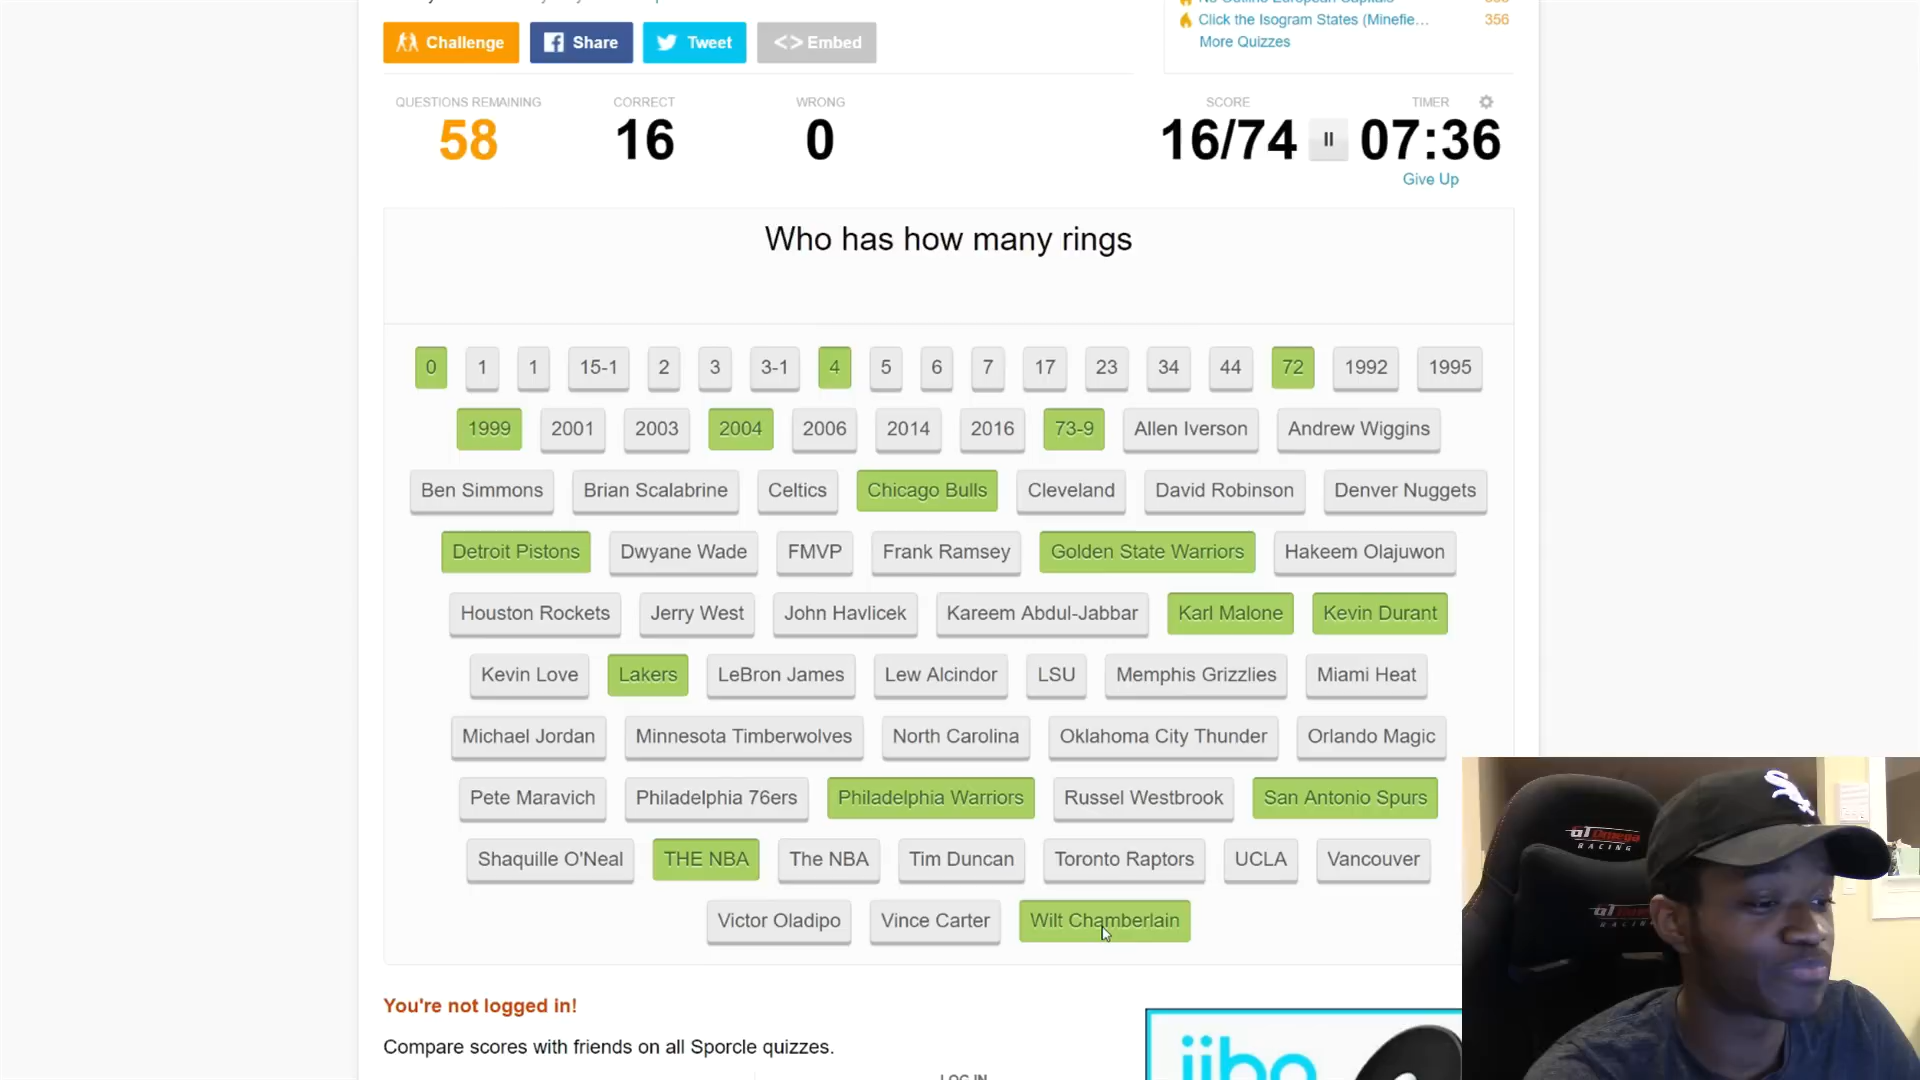 Click the Isogram States (Minefie... 356
More Quizzes
Challenge Share Tweet <> Embed
QUESTIONS REMAINING CORRECT WRONG SCORE TIMER
58 16 0 16/74 07:36
Give Up
Who has how many rings
0 1 1 15-1 2 3 3-1 4 5 6 7 17 23 34 44 72 1992 1995
1999 2001 2003 2004 2006 2014 2016 73-9 Allen Iverson Andrew Wiggins
Ben Simmons Brian Scalabrine Celtics Chicago Bulls Cleveland David Robinson Denver Nuggets
Detroit Pistons Dwyane Wade FMVP Frank Ramsey Golden State Warriors Hakeem Olajuwon
Houston Rockets Jerry West John Havlicek Kareem Abdul-Jabbar Karl Malone Kevin Durant
Kevin Love Lakers LeBron James Lew Alcindor LSU Memphis Grizzlies Miami Heat
Michael Jordan Minnesota Timberwolves North Carolina Oklahoma City Thunder Orlando Magic
Pete Maravich Philadelphia 76ers Philadelphia Warriors Russel Westbrook San Antonio Spurs
Shaquille O'Neal THE NBA The NBA Tim Duncan Toronto Raptors UCLA Vancouver
Victor Oladipo Vince Carter Wilt Chamberlain
You're not logged in!
Compare scores with friends on all Sporcle quizzes.
GT Omega
RACING